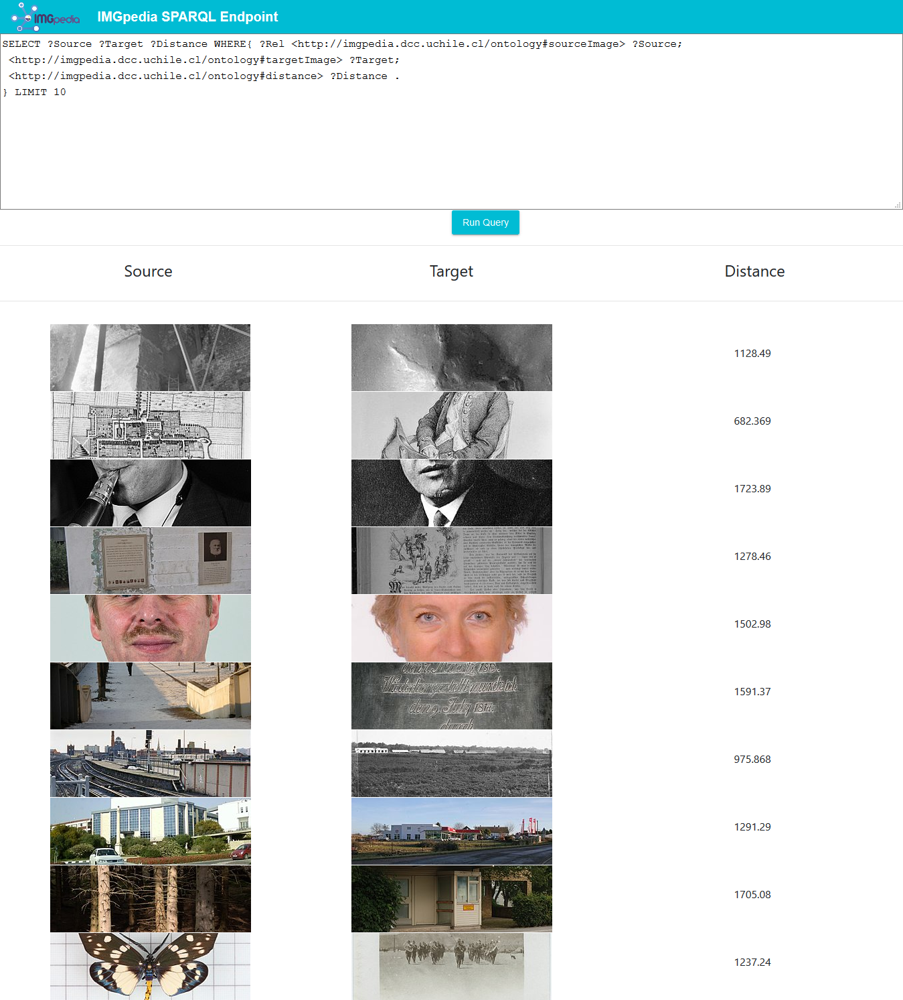 IMGpedia IMGpedia SPARQL Endpoint
SELECT ?Source ?Target ?Distance WHERE{ ?Rel <http://imgpedia.dcc.uchile.cl/ontology#sourceImage> ?Source;
<http://imgpedia.dcc.uchile.cl/ontology#targetImage> ?Target;
<http://imgpedia.dcc.uchile.cl/ontology#distance> ?Distance .
} LIMIT 10
Run Query
Source Target Distance
1128.49
682.369
1723.89
1278.46
1502.98
den 7. 1813.
Wiederhergestellt wurde ich
den 9. July 1814.
durch
1591.37
975.868
1291.29
1705.08
1237.24